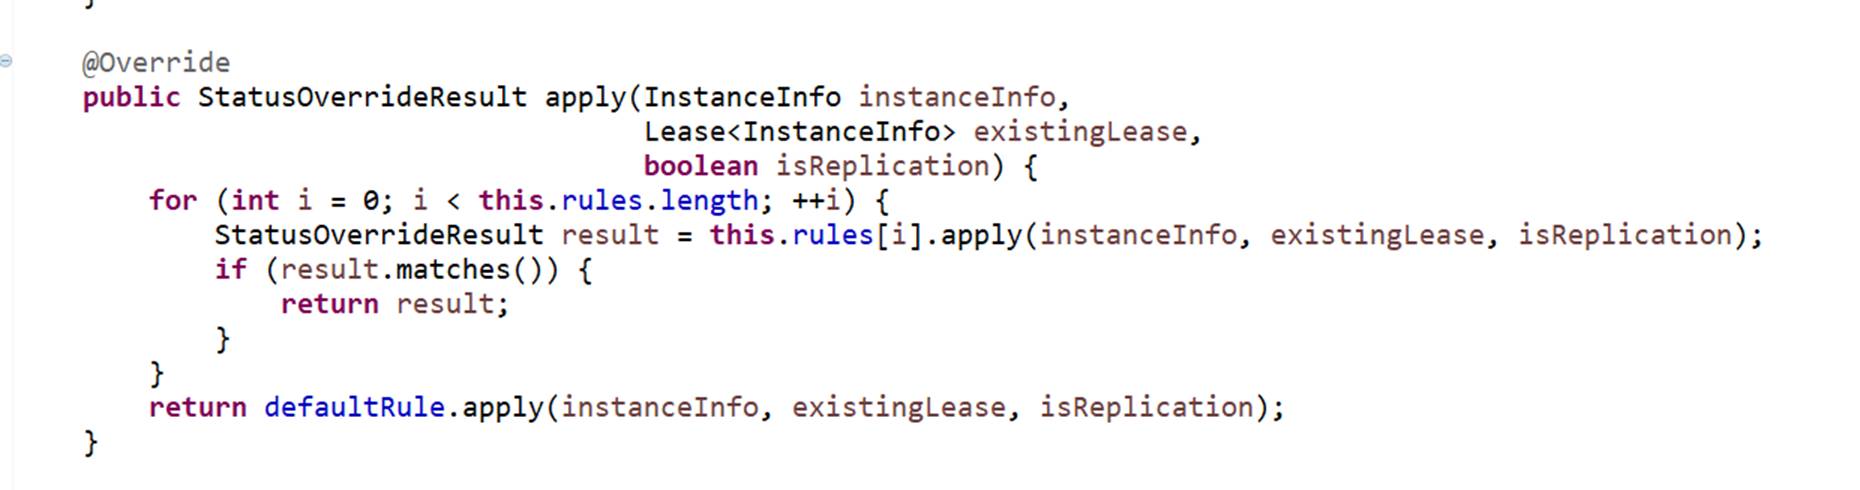 }
@Override
public StatusOverrideResult apply(InstanceInfo instanceInfo,
Lease<InstanceInfo> existingLease,
boolean isReplication) {
for (int i = 0; i < this.rules.length; ++i) {
StatusOverrideResult result = this.rules[i].apply(instanceInfo, existingLease, isReplication);
if (result.matches()) {
return result;
}
}
return defaultRule.apply(instanceInfo, existingLease, isReplication);
}